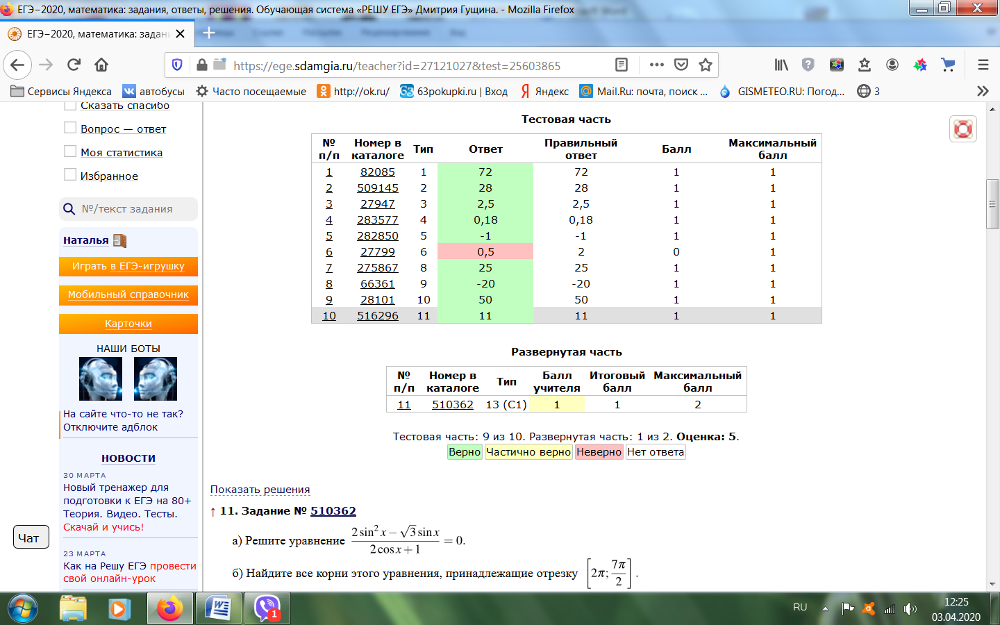 ЕГЭ−2020, математика: задания, ответы, решения. Обучающая система «РЕШУ ЕГЭ» Дмитрия Гущина. - Mozilla Firefox
ЕГЭ−2020, математика: задани
https://ege.sdamgia.ru/teacher?id=27121027&test=25603865
Сервисы Яндекса автобусы Часто посещаемые http://ok.ru/ 63pokupki.ru | Вход Яндекс Mail.Ru: почта, поиск ... GISMETEO.RU: Погод... 3
Сказать спасибо
Вопрос — ответ
Моя статистика
Избранное
№/текст задания
Наталья
Играть в ЕГЭ-игрушку
Мобильный справочник
Карточки
НАШИ БОТЫ
На сайте что-то не так?
Отключите адблок
НОВОСТИ
30 МАРТА
Новый тренажер для
подготовки к ЕГЭ на 80+
Теория. Видео. Тесты.
Скачай и учись!
23 МАРТА
Как на Решу ЕГЭ провести
свой онлайн-урок
Чат
Тестовая часть
№ п/п Номер в каталоге Тип Ответ Правильный ответ Балл Максимальный балл
1 82085 1 72 72 1 1
2 509145 2 28 28 1 1
3 27947 3 2,5 2,5 1 1
4 283577 4 0,18 0,18 1 1
5 282850 5 -1 -1 1 1
6 27799 6 0,5 2 0 1
7 275867 8 25 25 1 1
8 66361 9 -20 -20 1 1
9 28101 10 50 50 1 1
10 516296 11 11 11 1 1
Развернутая часть
№ п/п Номер в каталоге Тип Балл учителя Итоговый балл Максимальный балл
11 510362 13 (C1) 1 1 2
Тестовая часть: 9 из 10. Развернутая часть: 1 из 2. Оценка: 5.
Верно Частично верно Неверно Нет ответа
Показать решения
↑ 11. Задание № 510362
а) Решите уравнение (2 sin² x − √3 sin x)/(2 cos x + 1) = 0.
б) Найдите все корни этого уравнения, принадлежащие отрезку [2π; 7π/2].
1
RU
12:25
03.04.2020